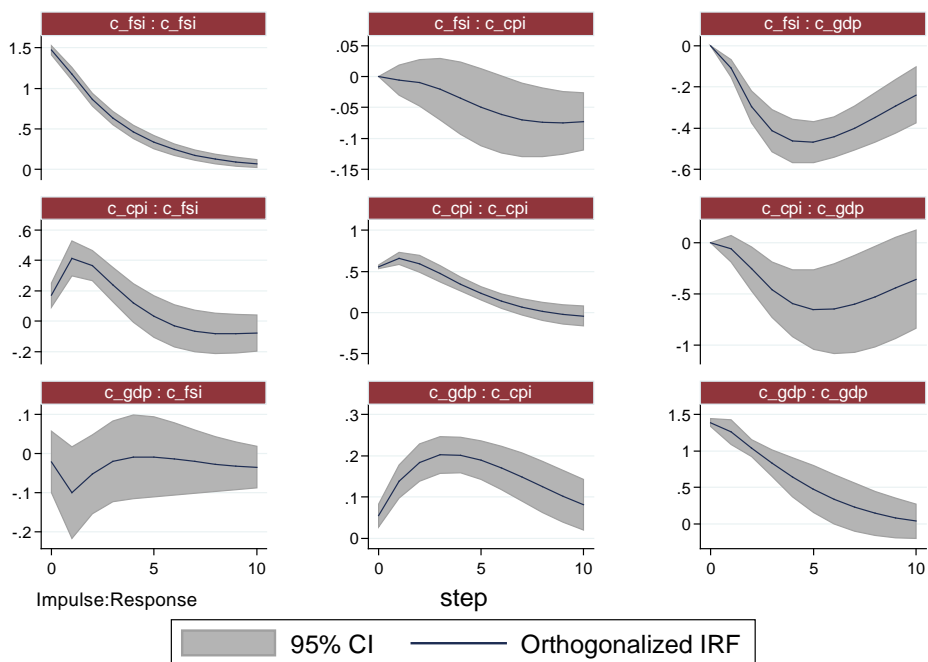 c_fsi : c_fsi
c_fsi : c_cpi
c_fsi : c_gdp
1.5
1
.5
0
.05
0
-.05
-.1
-.15
0
-.2
-.4
-.6
c_cpi : c_fsi
c_cpi : c_cpi
c_cpi : c_gdp
.6
.4
.2
0
-.2
1
.5
0
-.5
0
-.5
-1
c_gdp : c_fsi
c_gdp : c_cpi
c_gdp : c_gdp
.1
0
-.1
-.2
.3
.2
.1
0
1.5
1
.5
0
0 5 10
0 5 10
0 5 10
Impulse:Response
step
95% CI
Orthogonalized IRF